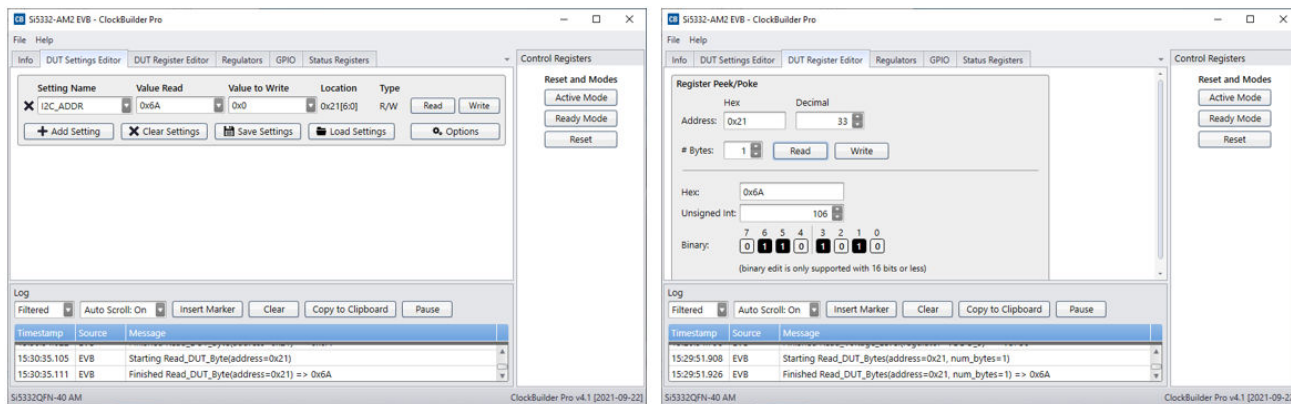 Si5332-AM2 EVB - ClockBuilder Pro
File Help
Info DUT Settings Editor DUT Register Editor Regulators GPIO Status Registers
Setting Name Value Read Value to Write Location Type
I2C_ADDR 0x6A 0x0 0x21[6:0] R/W Read Write
Add Setting Clear Settings Save Settings Load Settings Options
Control Registers
Reset and Modes
Active Mode
Ready Mode
Reset
Log
Filtered Auto Scroll: On Insert Marker Clear Copy to Clipboard Pause
Timestamp Source Message
15:30:35.105 EVB Starting Read_DUT_Byte(address=0x21)
15:30:35.111 EVB Finished Read_DUT_Byte(address=0x21) => 0x6A
Si5332QFN-40 AM ClockBuilder Pro v4.1 [2021-09-22]
Si5332-AM2 EVB - ClockBuilder Pro
File Help
Info DUT Settings Editor DUT Register Editor Regulators GPIO Status Registers
Register Peek/Poke
Hex Decimal
Address: 0x21 33
# Bytes: 1 Read Write
Hex: 0x6A
Unsigned Int: 106
7 6 5 4 3 2 1 0
Binary: 0 1 1 0 1 0 1 0
(binary edit is only supported with 16 bits or less)
Control Registers
Reset and Modes
Active Mode
Ready Mode
Reset
Log
Filtered Auto Scroll: On Insert Marker Clear Copy to Clipboard Pause
Timestamp Source Message
15:29:51.908 EVB Starting Read_DUT_Bytes(address=0x21, num_bytes=1)
15:29:51.926 EVB Finished Read_DUT_Bytes(address=0x21, num_bytes=1) => 0x6A
Si5332QFN-40 AM ClockBuilder Pro v4.1 [2021-09-22]